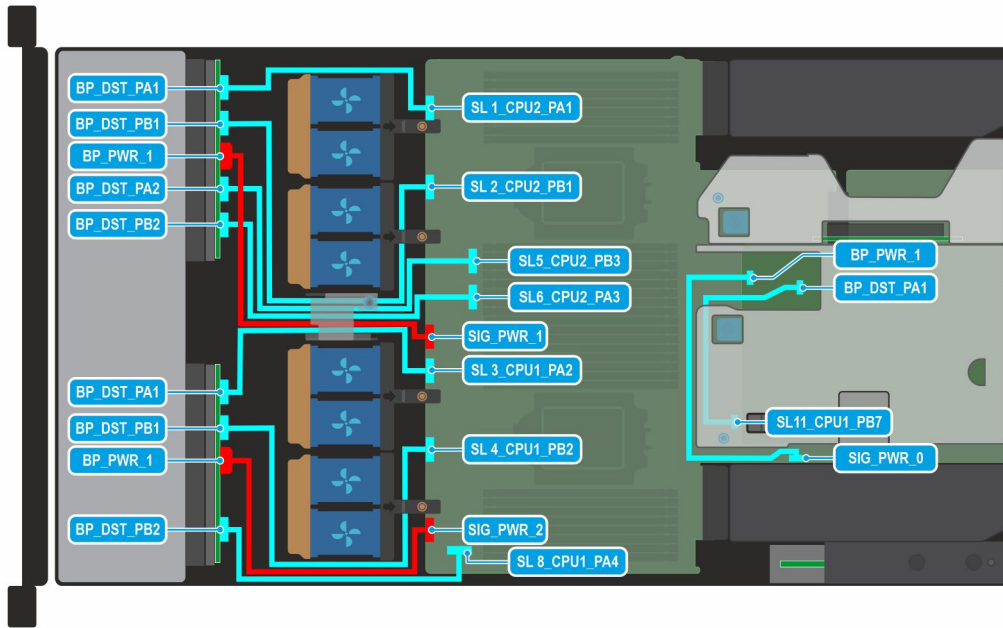 BP_DST_PA1
BP_DST_PB1
BP_PWR_1
BP_DST_PA2
BP_DST_PB2
BP_DST_PA1
BP_DST_PB1
BP_PWR_1
BP_DST_PB2
SL 1_CPU2_PA1
SL 2_CPU2_PB1
SL5_CPU2_PB3
SL6_CPU2_PA3
SIG_PWR_1
SL 3_CPU1_PA2
SL 4_CPU1_PB2
SIG_PWR_2
SL 8_CPU1_PA4
BP_PWR_1
BP_DST_PA1
SL11_CPU1_PB7
SIG_PWR_0